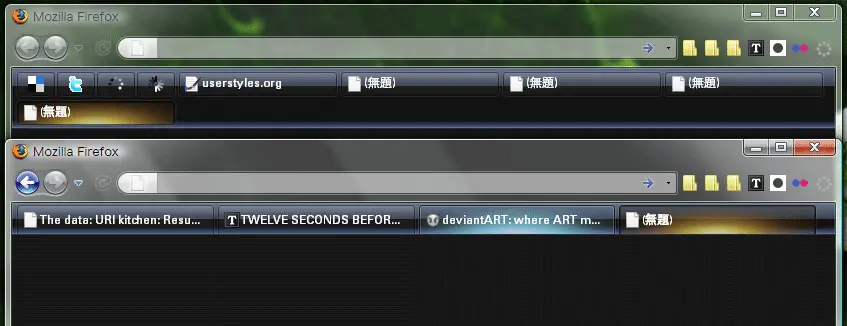 Mozilla Firefox
userstyles.org (無題) (無題) (無題)
(無題)
Mozilla Firefox
The data: URI kitchen: Resu... TWELVE SECONDS BEFOR... deviantART: where ART m... (無題)